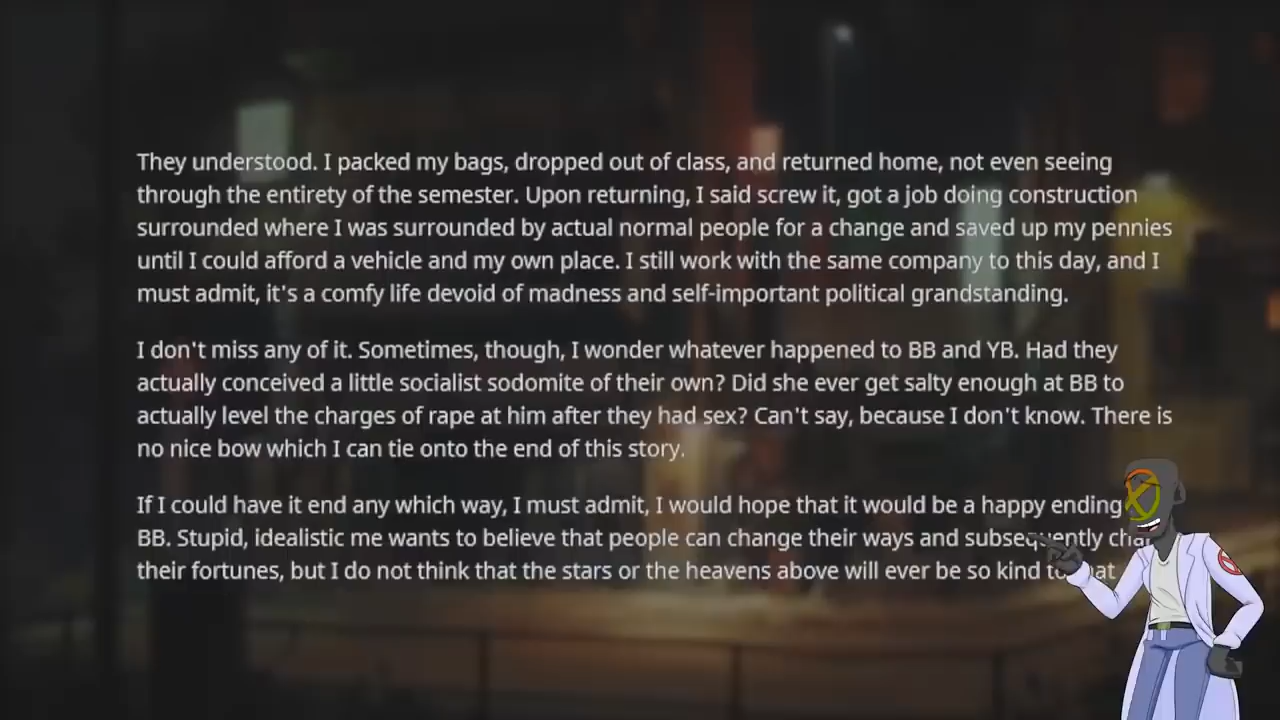 They understood. I packed my bags, dropped out of class, and returned home, not even seeing
through the entirety of the semester. Upon returning, I said screw it, got a job doing construction
surrounded where I was surrounded by actual normal people for a change and saved up my pennies
until I could afford a vehicle and my own place. I still work with the same company to this day, and I
must admit, it's a comfy life devoid of madness and self-important political grandstanding.
I don't miss any of it. Sometimes, though, I wonder whatever happened to BB and YB. Had they
actually conceived a little socialist sodomite of their own? Did she ever get salty enough at BB to
actually level the charges of rape at him after they had sex? Can't say, because I don't know. There is
no nice bow which I can tie onto the end of this story.
If I could have it end any which way, I must admit, I would hope that it would be a happy ending
BB. Stupid, idealistic me wants to believe that people can change their ways and subsequently
their fortunes, but I do not think that the stars or the heavens above will ever be so kind